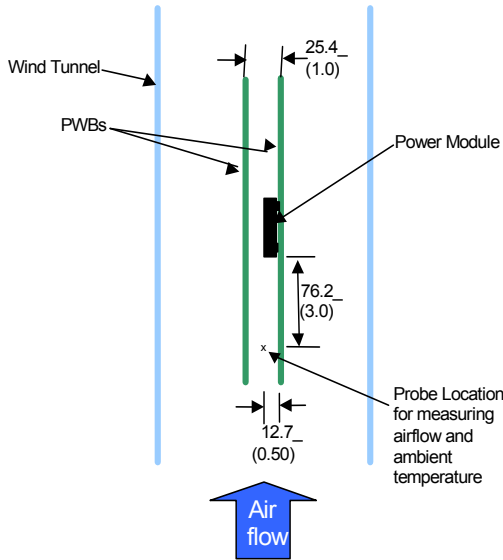 25.4_
(1.0)
Wind Tunnel
PWBs
Power Module
76.2_
(3.0)
x
Probe Location
for measuring
airflow and
ambient
temperature
12.7_
(0.50)
Air
flow